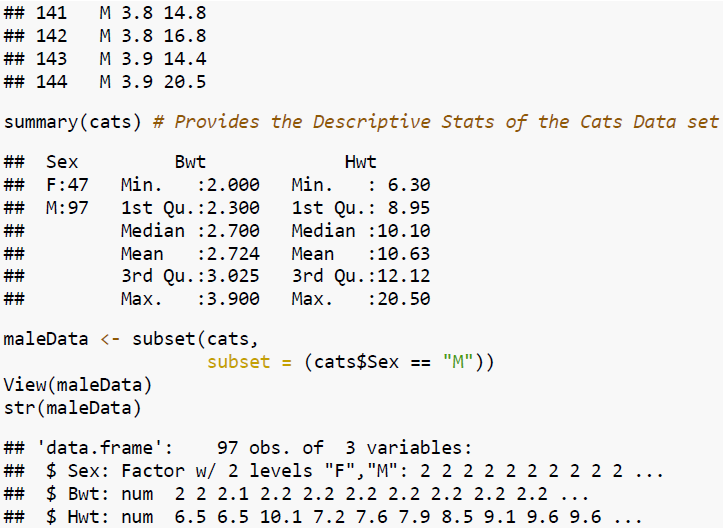 ## 141   M 3.8 14.8
## 142   M 3.8 16.8
## 143   M 3.9 14.4
## 144   M 3.9 20.5
summary(cats) # Provides the Descriptive Stats of the Cats Data set
##  Sex         Bwt             Hwt
##  F:47   Min.   :2.000   Min.   : 6.30
##  M:97   1st Qu.:2.300   1st Qu.: 8.95
##         Median :2.700   Median :10.10
##         Mean   :2.724   Mean   :10.63
##         3rd Qu.:3.025   3rd Qu.:12.12
##         Max.   :3.900   Max.   :20.50
maleData <- subset(cats,
                   subset = (cats$Sex == "M"))
View(maleData)
str(maleData)
## 'data.frame':    97 obs. of  3 variables:
##  $ Sex: Factor w/ 2 levels "F","M": 2 2 2 2 2 2 2 2 2 2 ...
##  $ Bwt: num  2 2 2.1 2.2 2.2 2.2 2.2 2.2 2.2 2.2 ...
##  $ Hwt: num  6.5 6.5 10.1 7.2 7.6 7.9 8.5 9.1 9.6 9.6 ...